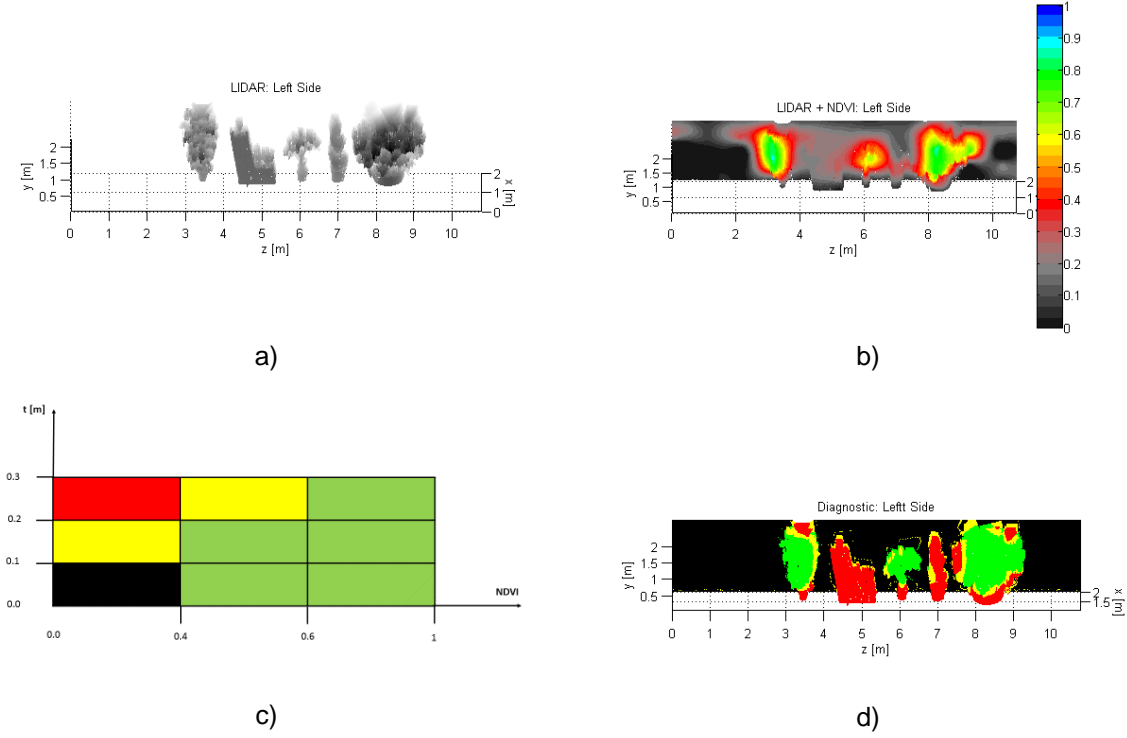 LIDAR: Left Side
y [m]
2
1.5
1
0.5
2
1
0
x [m]
0 1 2 3 4 5 6 7 8 9 10
z [m]
a)
LIDAR + NDVI: Left Side
y [m]
2
1.5
1
0.5
2
1
0
x [m]
0 2 4 6 8 10
z [m]
1
0.9
0.8
0.7
0.6
0.5
0.4
0.3
0.2
0.1
0
b)
t [m]
0.3
0.2
0.1
0.0
NDVI
0.0 0.4 0.6 1
c)
Diagnostic: Leftt Side
y [m]
2
1.5
1
0.5
2
1.5
x [m]
0 1 2 3 4 5 6 7 8 9 10
z [m]
d)